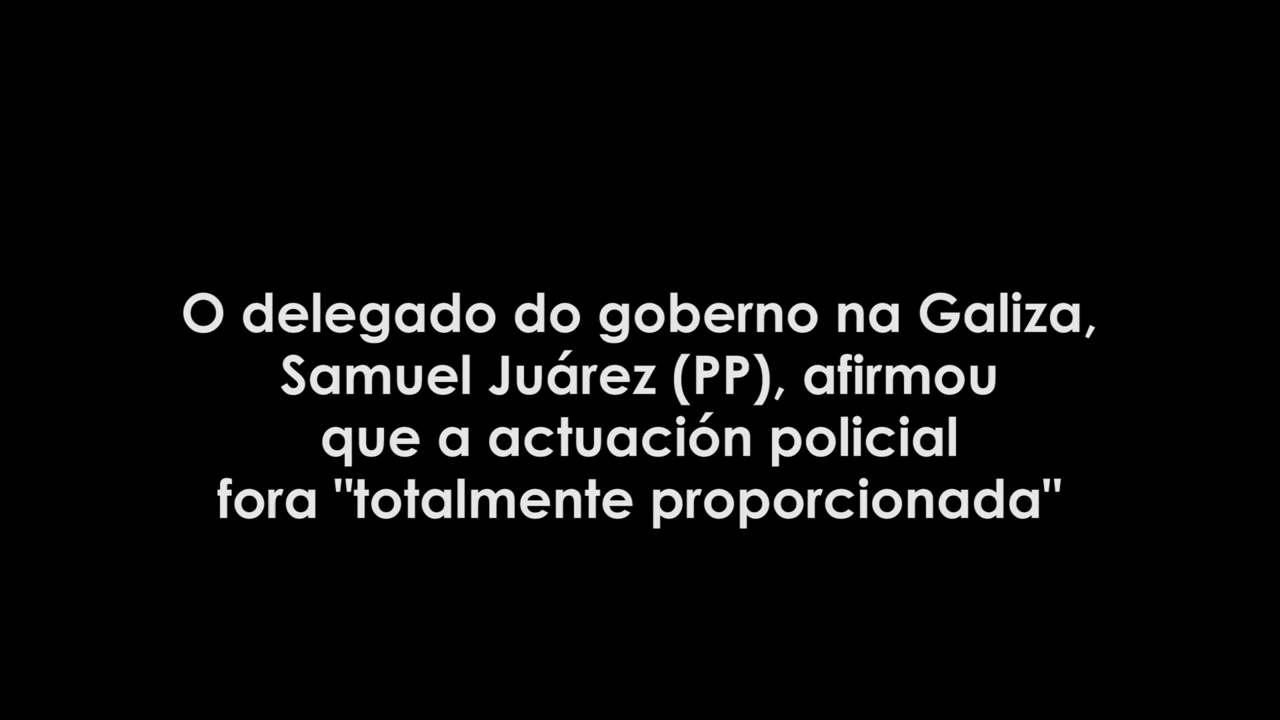 O delegado do goberno na Galiza,
Samuel Juárez (PP), afirmou
que a actuación policial
fora "totalmente proporcionada"